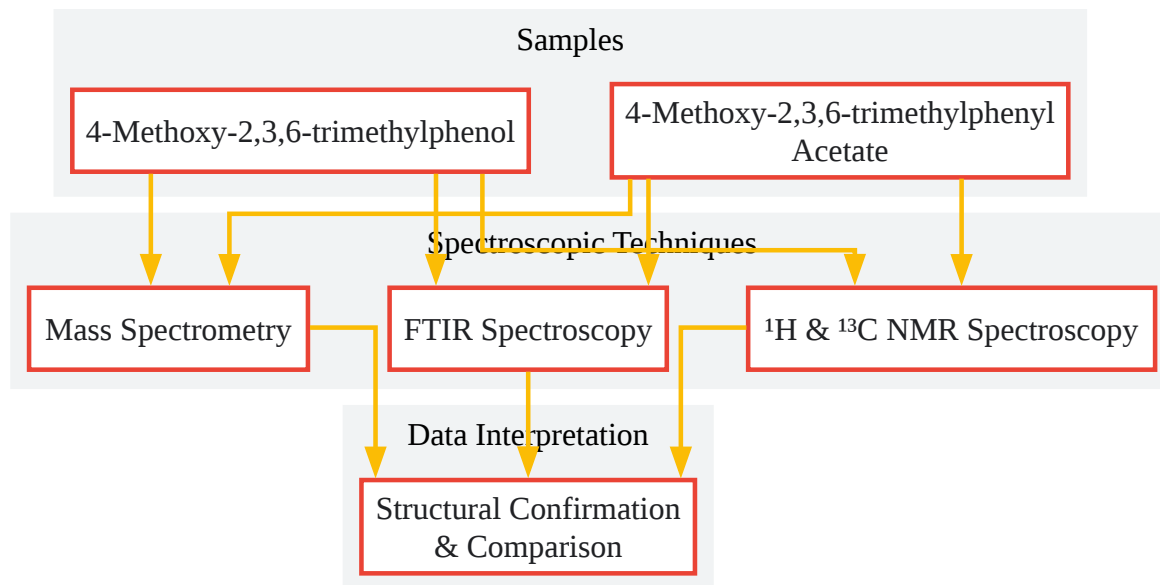 Samples
4-Methoxy-2,3,6-trimethylphenol
4-Methoxy-2,3,6-trimethylphenyl
Acetate
Spectroscopic Techniques
Mass Spectrometry
FTIR Spectroscopy
¹H & ¹³C NMR Spectroscopy
Data Interpretation
Structural Confirmation
& Comparison